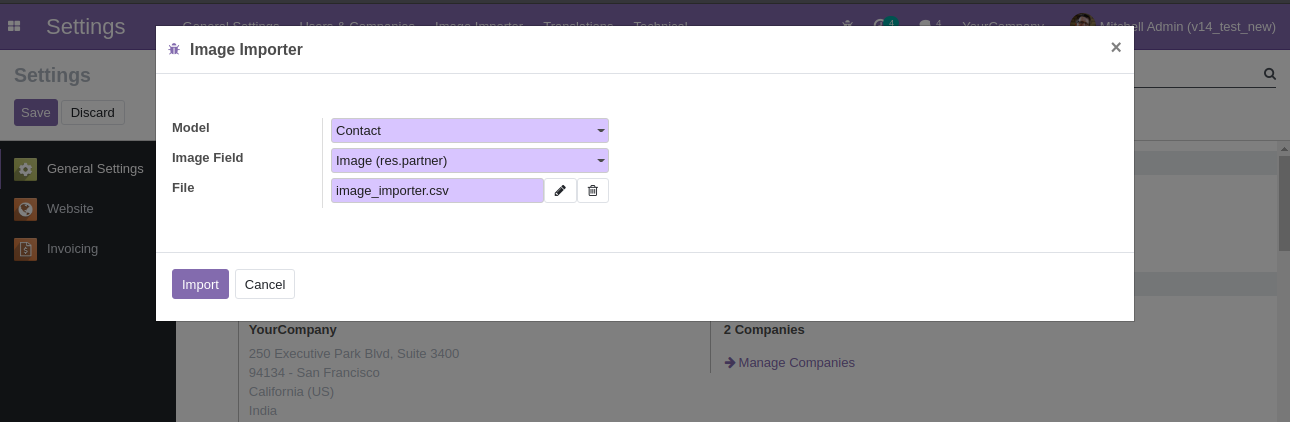 Settings General Settings Users & Companies Image Importer Translations Technical 4 4 YourCompany Mitchell Admin (v14_test_new)
Image Importer ×
Settings
Save Discard
Model Contact
Image Field Image (res.partner)
File image_importer.csv
General Settings
Website
Invoicing
Import Cancel
YourCompany 2 Companies
250 Executive Park Blvd, Suite 3400
94134 - San Francisco Manage Companies
California (US)
India